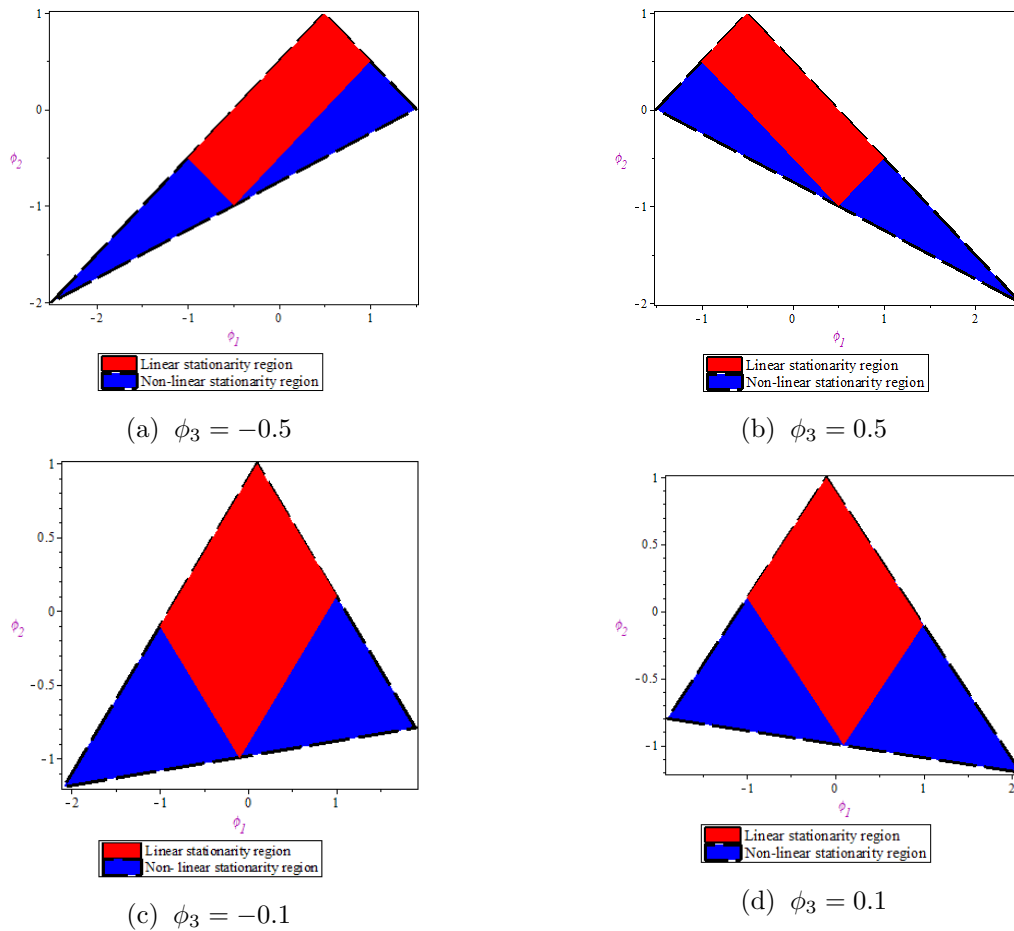 1
0
ϕ2
-1
-2
-2
-1
0
1
ϕ1
Linear stationarity region
Non-linear stationarity region
(a) ϕ3 = −0.5
1
0
ϕ2
-1
-2
-1
0
1
2
ϕ1
Linear stationarity region
Non-linear stationarity region
(b) ϕ3 = 0.5
1
0.5
0
ϕ2
-0.5
-1
-2
-1
0
1
ϕ1
Linear stationarity region
Non- linear stationarity region
(c) ϕ3 = −0.1
1
0.5
0
ϕ2
-0.5
-1
-1
0
1
2
ϕ1
Linear stationarity region
Non-linear stationarity region
(d) ϕ3 = 0.1